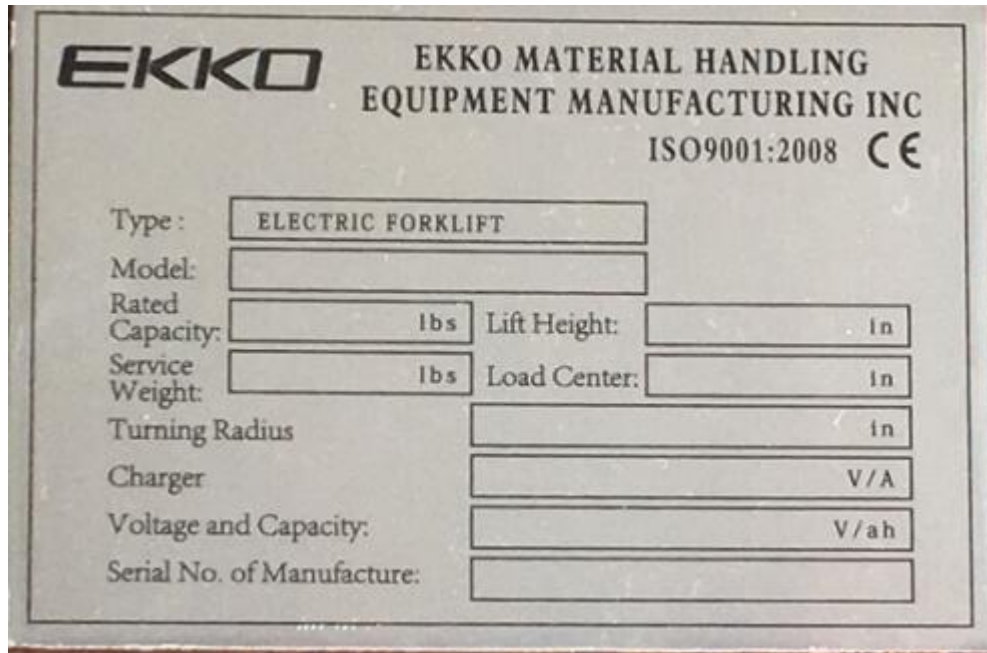 EKKO
EKKO MATERIAL HANDLING
EQUIPMENT MANUFACTURING INC
ISO9001:2008 CE
Type : ELECTRIC FORKLIFT
Model:
Rated
Capacity: lbs Lift Height: in
Service
Weight: lbs Load Center: in
Turning Radius in
Charger V/A
Voltage and Capacity: V/ah
Serial No. of Manufacture: